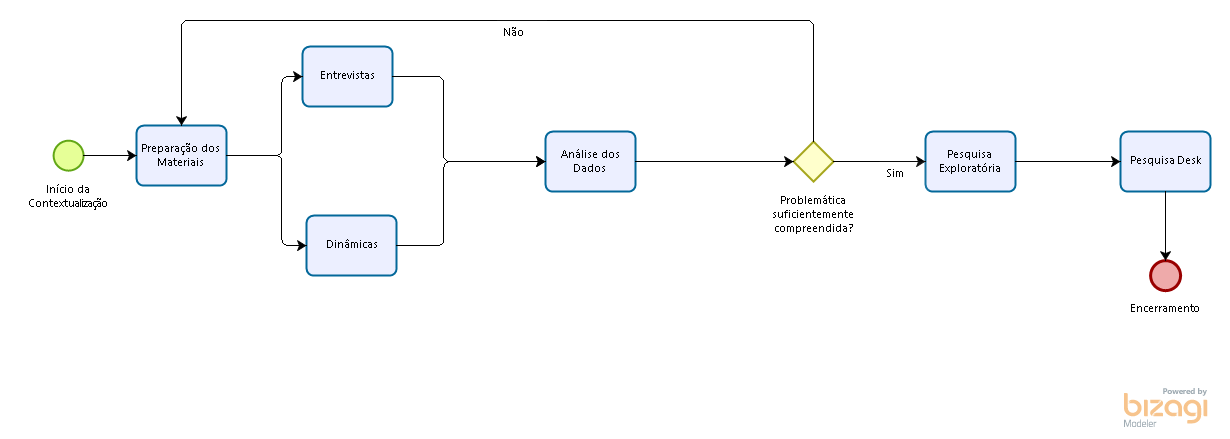 Não
Entrevistas
Preparação dos
Materiais
Início da
Contextualização
Dinâmicas
Análise dos
Dados
Problemática
suficientemente
compreendida?
Sim
Pesquisa
Exploratória
Pesquisa Desk
Encerramento
Powered by
bizagi
Modeler